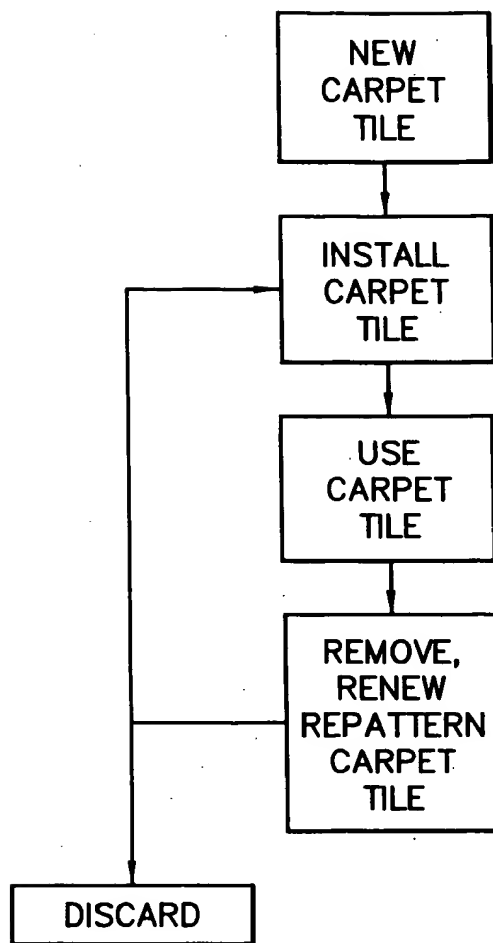 NEW
CARPET
TILE
INSTALL
CARPET
TILE
USE
CARPET
TILE
REMOVE,
RENEW
REPATTERN
CARPET
TILE
DISCARD